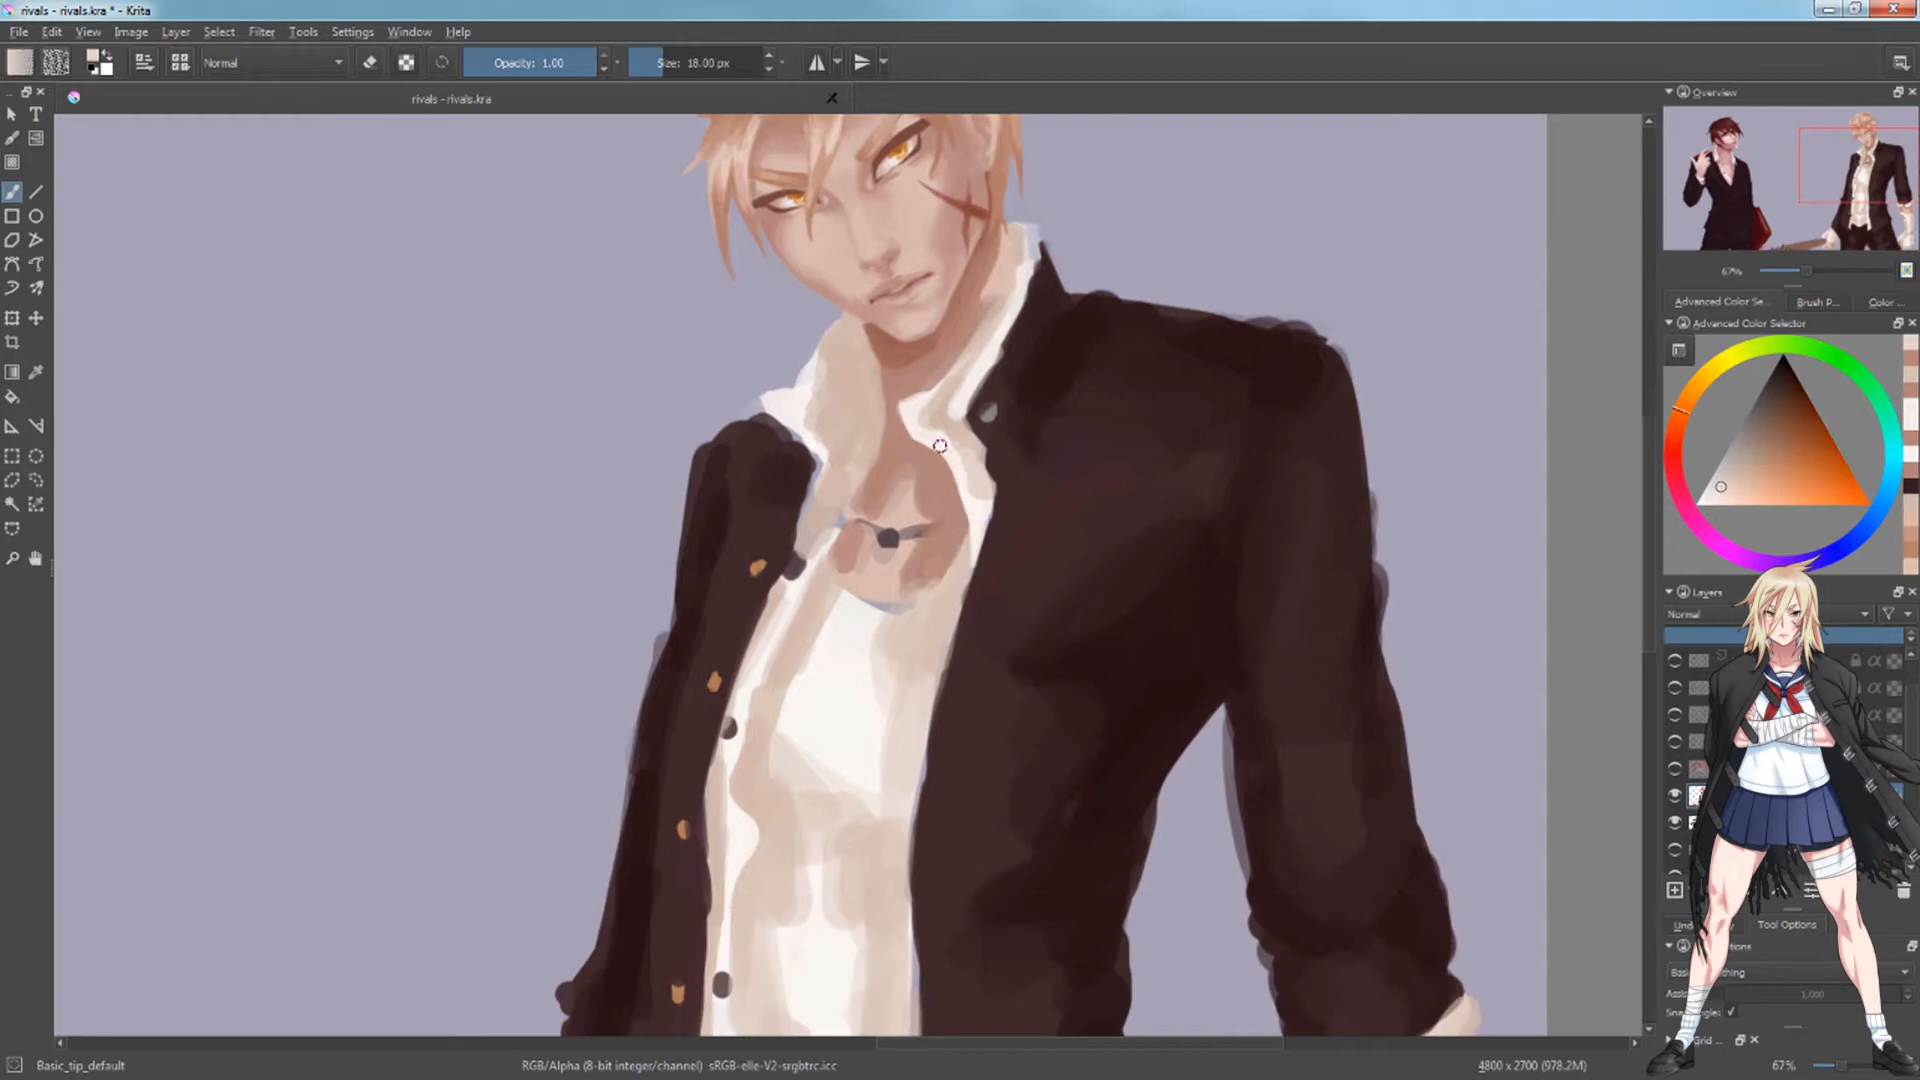 rivals - rivals.kra * - Krita
File Edit View Image Layer Select Filter Tools Settings Window Help
Normal
Opacity: 1.00
Size: 18.00 px
rivals - rivals.kra
Overview
67%
Advanced Color Se...
Brush P...
Color ...
Advanced Color Selector
Layers
Normal
Tool Options
1,000
Grid ...
Basic_tip_default
RGB/Alpha (8-bit integer/channel) sRGB-elle-V2-srgbtrc.icc
4800 x 2700 (978.2M)
67%